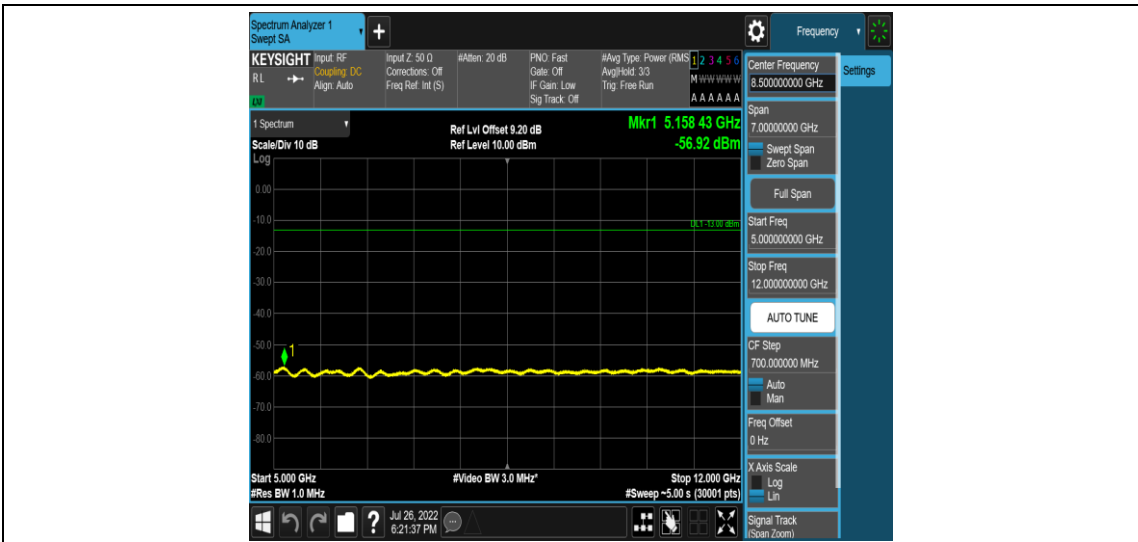 Spectrum Analyzer 1
Swept SA
+
Frequency
KEYSIGHT
RL
LXI
Input: RF
Coupling: DC
Align: Auto
Input Z: 50 Ω
Corrections: Off
Freq Ref: Int (S)
#Atten: 20 dB
PNO: Fast
Gate: Off
IF Gain: Low
Sig Track: Off
#Avg Type: Power (RMS
Avg|Hold: 3/3
Trig: Free Run
1 2 3 4 5 6
M W W W W W
A A A A A A
1 Spectrum
Scale/Div 10 dB
Log
Ref Lvl Offset 9.20 dB
Ref Level 10.00 dBm
Mkr1 5.158 43 GHz
-56.92 dBm
0.00
-10.0
DL1 -13.00 dBm
-20.0
-30.0
-40.0
-50.0
1
-60.0
-70.0
-80.0
Start 5.000 GHz
#Res BW 1.0 MHz
#Video BW 3.0 MHz*
Stop 12.000 GHz
#Sweep ~5.00 s (30001 pts)
?
Jul 26, 2022
6:21:37 PM
Center Frequency
8.500000000 GHz
Settings
Span
7.00000000 GHz
Swept Span
Zero Span
Full Span
Start Freq
5.000000000 GHz
Stop Freq
12.000000000 GHz
AUTO TUNE
CF Step
700.000000 MHz
Auto
Man
Freq Offset
0 Hz
X Axis Scale
Log
Lin
Signal Track
(Span Zoom)